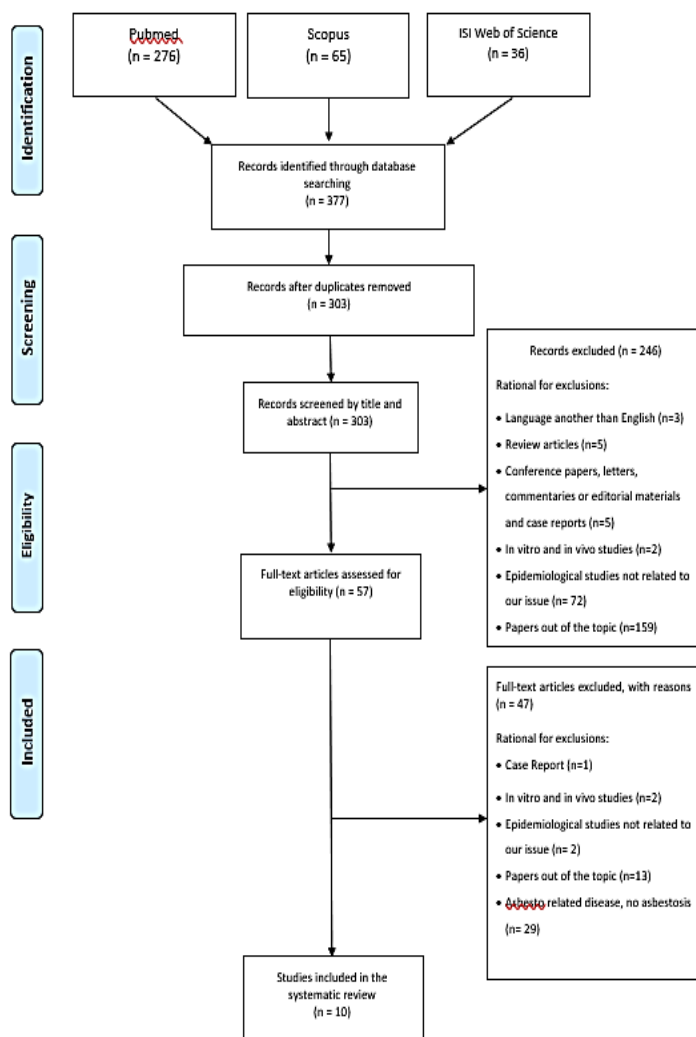 Identification
Pubmed
(n = 276)
Scopus
(n = 65)
ISI Web of Science
(n = 36)
Records identified through database
searching
(n = 377)
Screening
Records after duplicates removed
(n = 303)
Records screened by title and
abstract (n = 303)
Records excluded (n = 246)
Rational for exclusions:
• Language another than English (n=3)
• Review articles (n=5)
• Conference papers, letters,
commentaries or editorial materials
and case reports (n=5)
• In vitro and in vivo studies (n=2)
• Epidemiological studies not related to
our issue (n= 72)
• Papers out of the topic (n=159)
Eligibility
Full-text articles assessed for
eligibility (n = 57)
Full-text articles excluded, with reasons
(n = 47)
Rational for exclusions:
• Case Report (n=1)
• In vitro and in vivo studies (n=2)
• Epidemiological studies not related to
our issue (n= 2)
• Papers out of the topic (n=13)
• Asbesto related disease, no asbestosis
(n= 29)
Included
Studies included in the
systematic review
(n = 10)